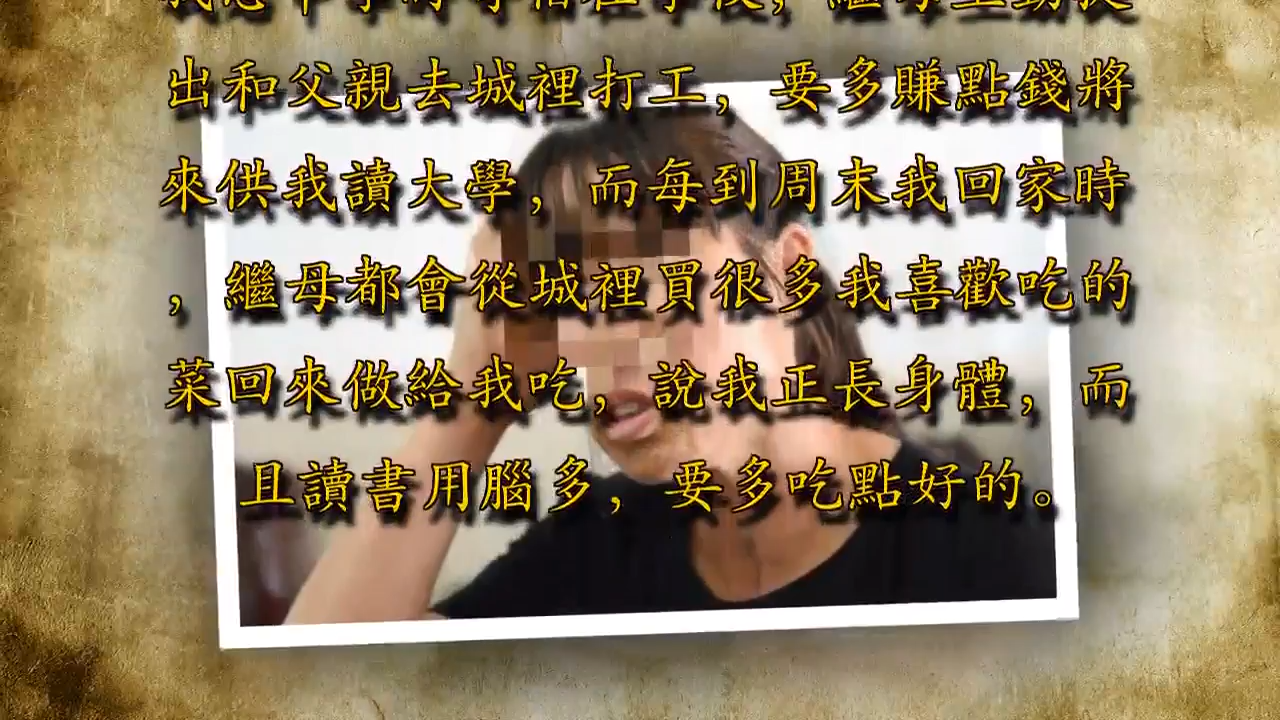 出和父親去城裡打工，要多賺點錢將
來供我讀大學，而每到周末我回家時
，繼母都會從城裡買很多我喜歡吃的
菜回來做給我吃，說我正長身體，而
且讀書用腦多，要多吃點好的。